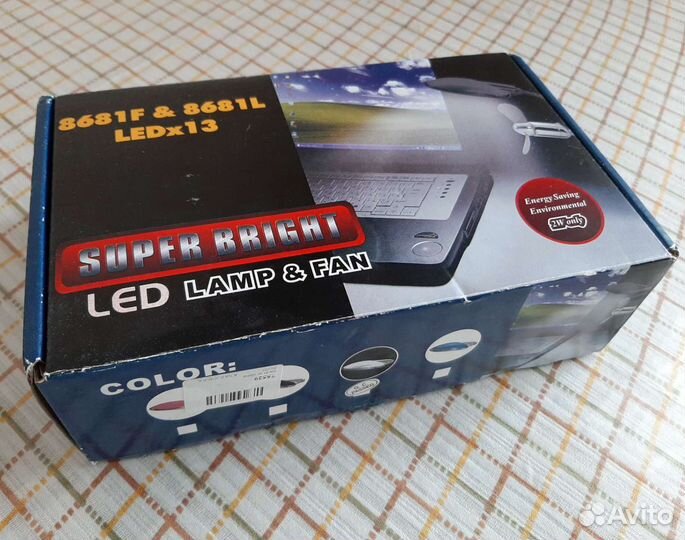 8681F & 8681L
LEDx13
SUPER BRIGHT
LED LAMP & FAN
Energy Saving
Environmental
2W only
COLOR:
Avito